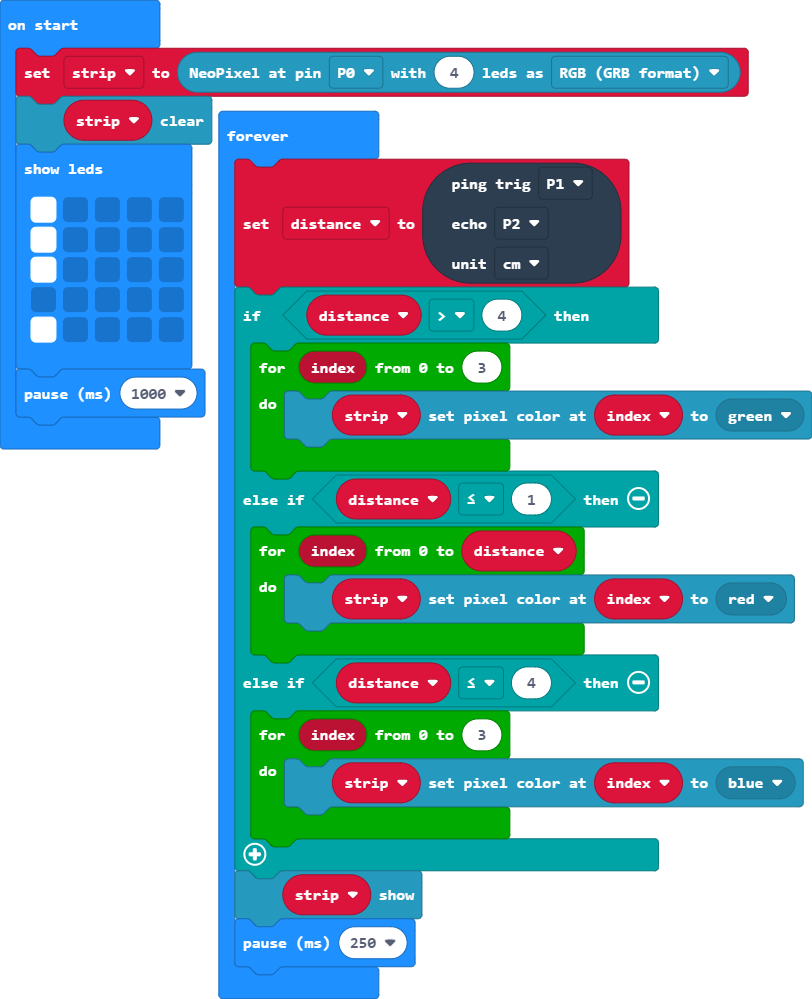 on start
set strip to NeoPixel at pin P0 with 4 leds as RGB (GRB format)
strip clear
show leds
pause (ms) 1000
forever
set distance to ping trig P1
echo P2
unit cm
if distance > 4 then
for index from 0 to 3
do strip set pixel color at index to green
else if distance ≤ 1 then
for index from 0 to distance
do strip set pixel color at index to red
else if distance ≤ 4 then
for index from 0 to 3
do strip set pixel color at index to blue
strip show
pause (ms) 250